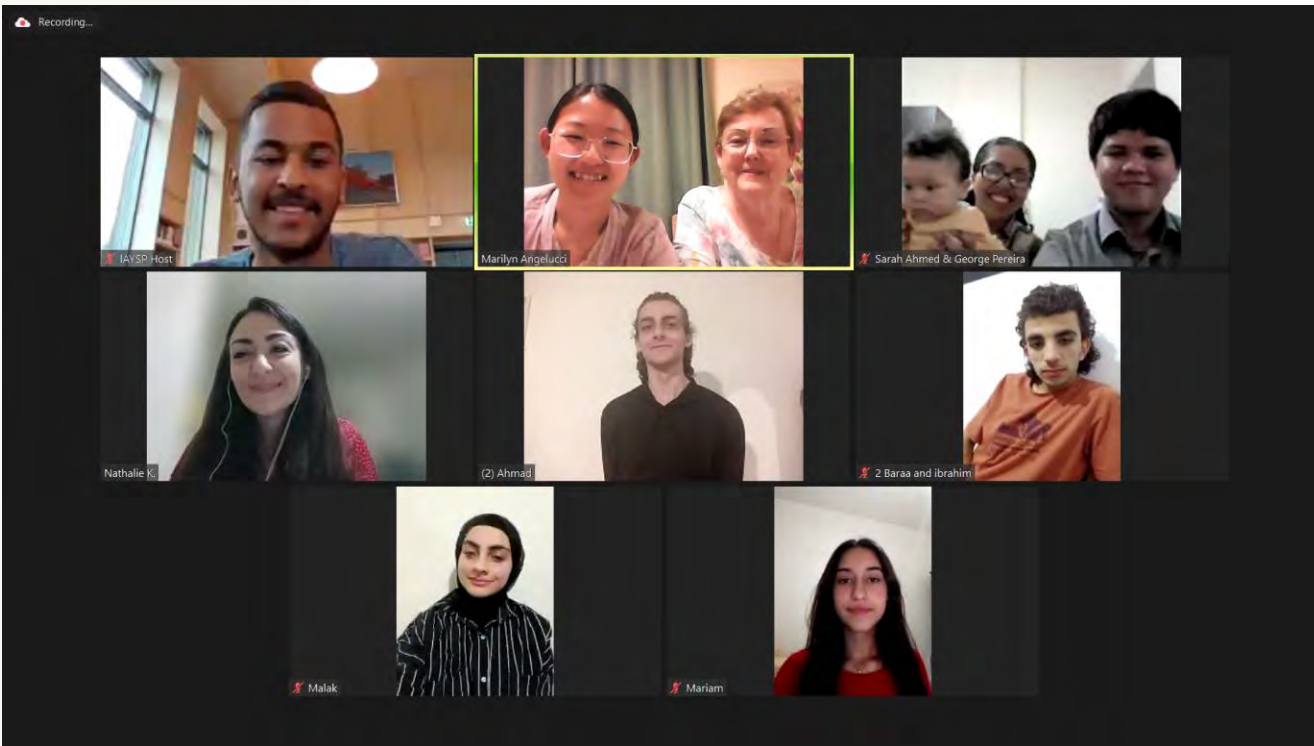 Recording...
IAYSP Host
Marilyn Angelucci
Sarah Ahmed & George Pereira
Nathalie K.
(2) Ahmad
2 Baraa and ibrahim
Malak
Mariam